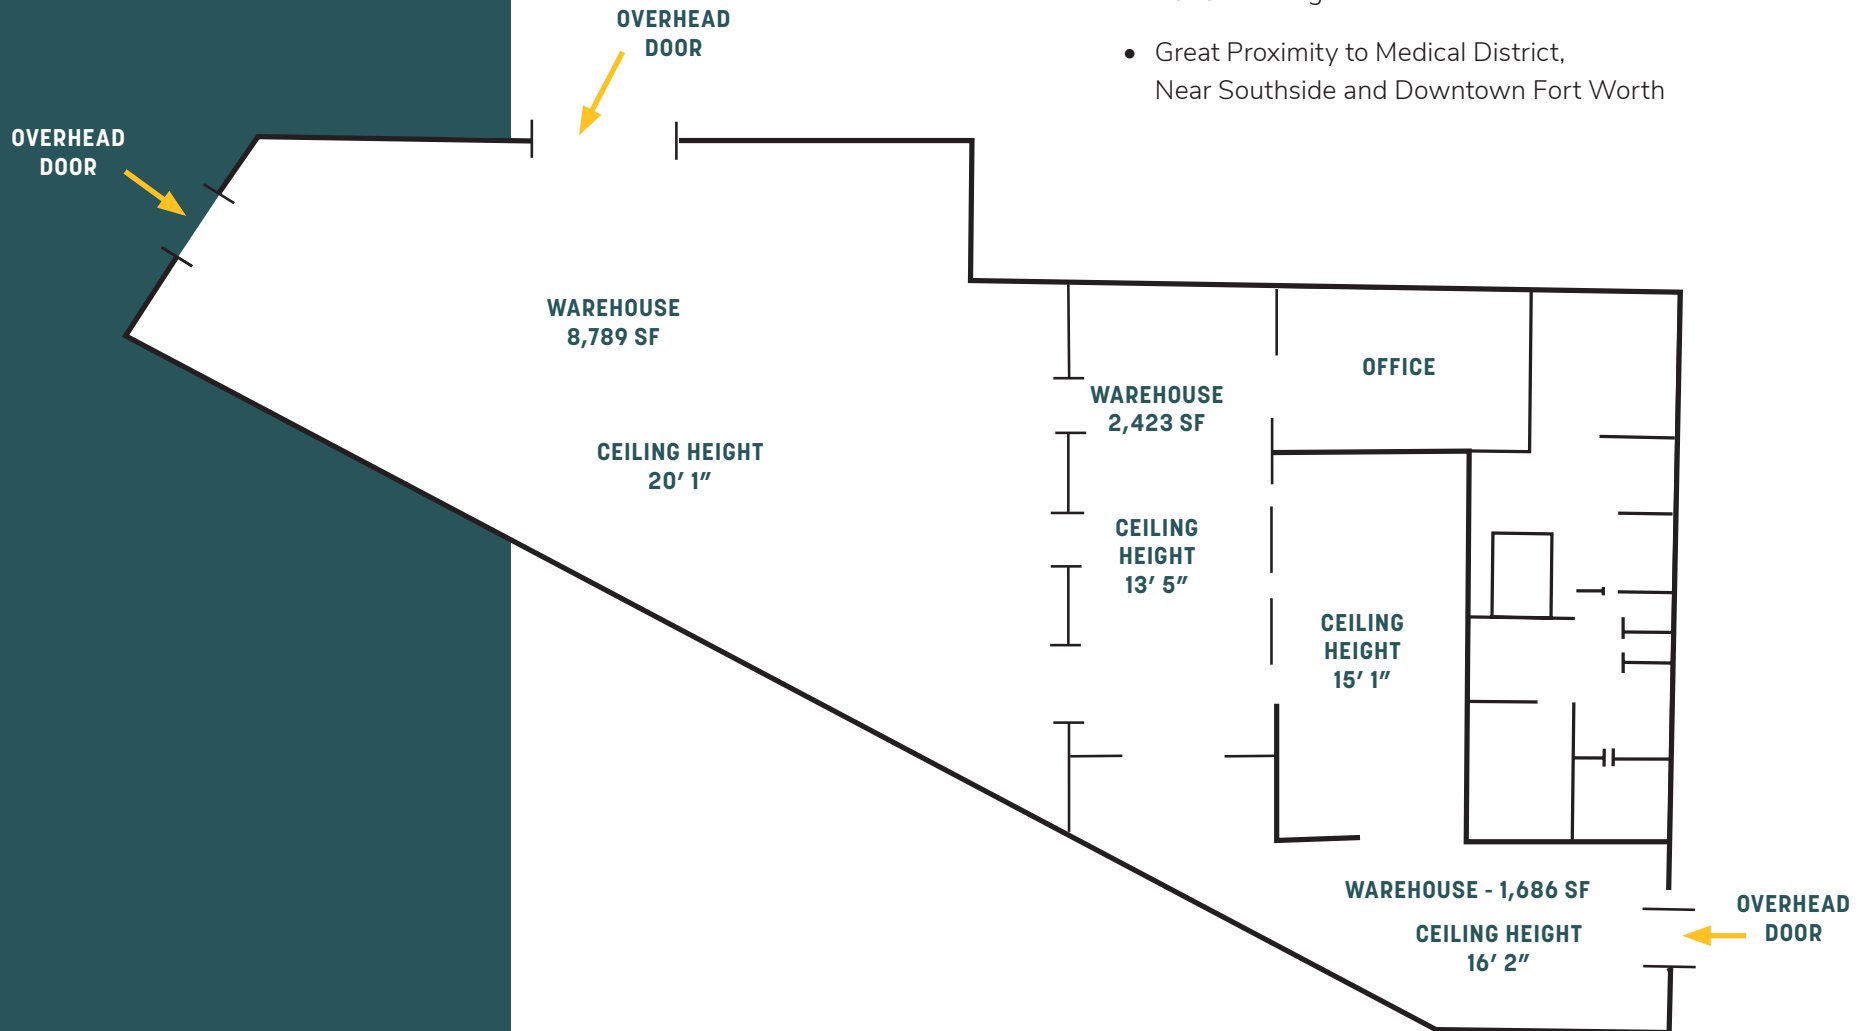 OVERHEAD
DOOR
• Great Proximity to Medical District,
Near Southside and Downtown Fort Worth
OVERHEAD
DOOR
WAREHOUSE
8,789 SF
CEILING HEIGHT
20' 1"
WAREHOUSE
2,423 SF
OFFICE
CEILING
HEIGHT
13' 5"
CEILING
HEIGHT
15' 1"
WAREHOUSE - 1,686 SF
CEILING HEIGHT
16' 2"
OVERHEAD
DOOR